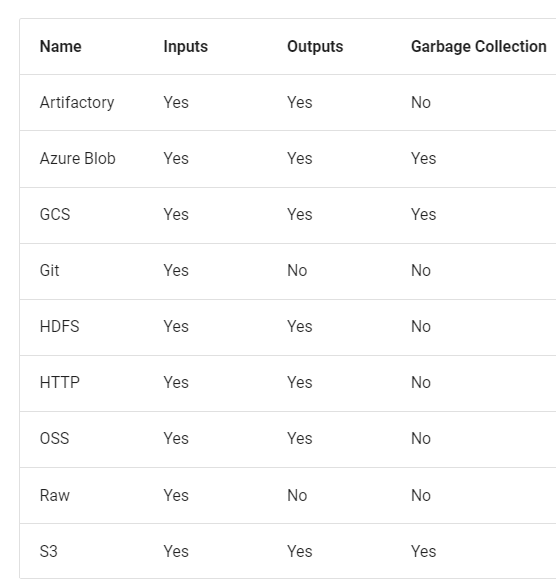 Name Inputs Outputs Garbage Collection
Artifactory Yes Yes No
Azure Blob Yes Yes Yes
GCS Yes Yes Yes
Git Yes No No
HDFS Yes Yes No
HTTP Yes Yes No
OSS Yes Yes No
Raw Yes No No
S3 Yes Yes Yes